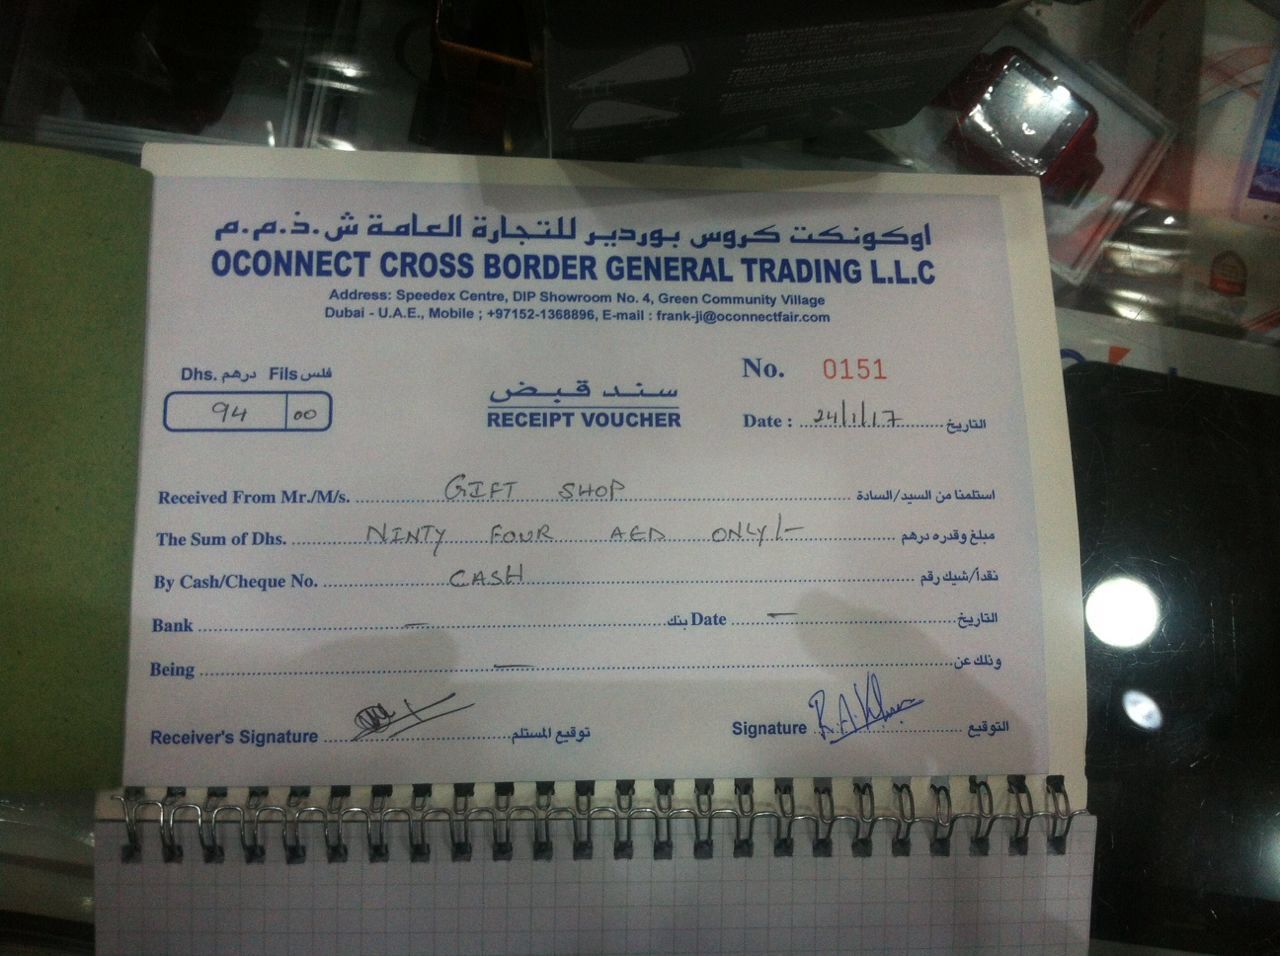 اوكونكت كروس بوردير للتجارة العامة ش.ذ.م.م
OCONNECT CROSS BORDER GENERAL TRADING L.L.C
Address: Speedex Centre, DIP Showroom No. 4, Green Community Village
Dubai - U.A.E., Mobile ; +97152-1368896, E-mail : frank-ji@oconnectfair.com
Dhs. درهم Fils فلس
94 00
سند قبض
RECEIPT VOUCHER
No. 0151
Date : 24/1/17 التاريخ
Received From Mr./M/s. GIFT SHOP استلمنا من السيد/السادة
The Sum of Dhs. NINTY FOUR AED ONLY/- مبلغ وقدره درهم
By Cash/Cheque No. CASH نقداً/شيك رقم
Bank — بنك Date — التاريخ
Being — وذلك عن
Receiver's Signature توقيع المستلم
Signature R.A.Khan التوقيع